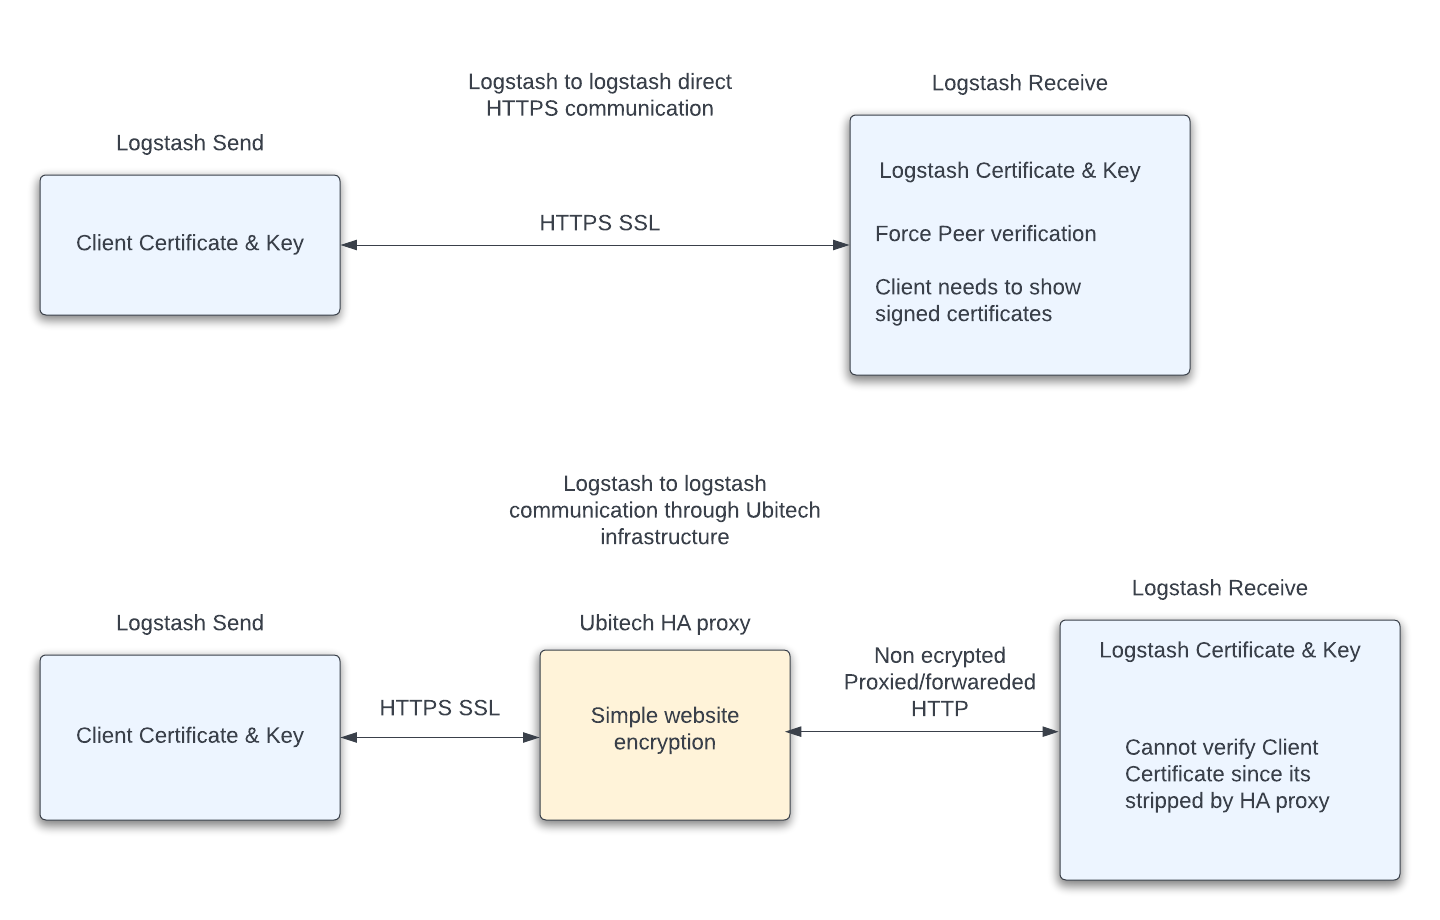 Logstash to logstash direct
HTTPS communication
Logstash Receive
Logstash Send
Logstash Certificate & Key
Client Certificate & Key
HTTPS SSL
Force Peer verification
Client needs to show
signed certificates
Logstash to logstash
communication through Ubitech
infrastructure
Logstash Send
Ubitech HA proxy
Logstash Receive
Client Certificate & Key
HTTPS SSL
Simple website
encryption
Non ecrypted
Proxied/forwareded
HTTP
Logstash Certificate & Key
Cannot verify Client
Certificate since its
stripped by HA proxy